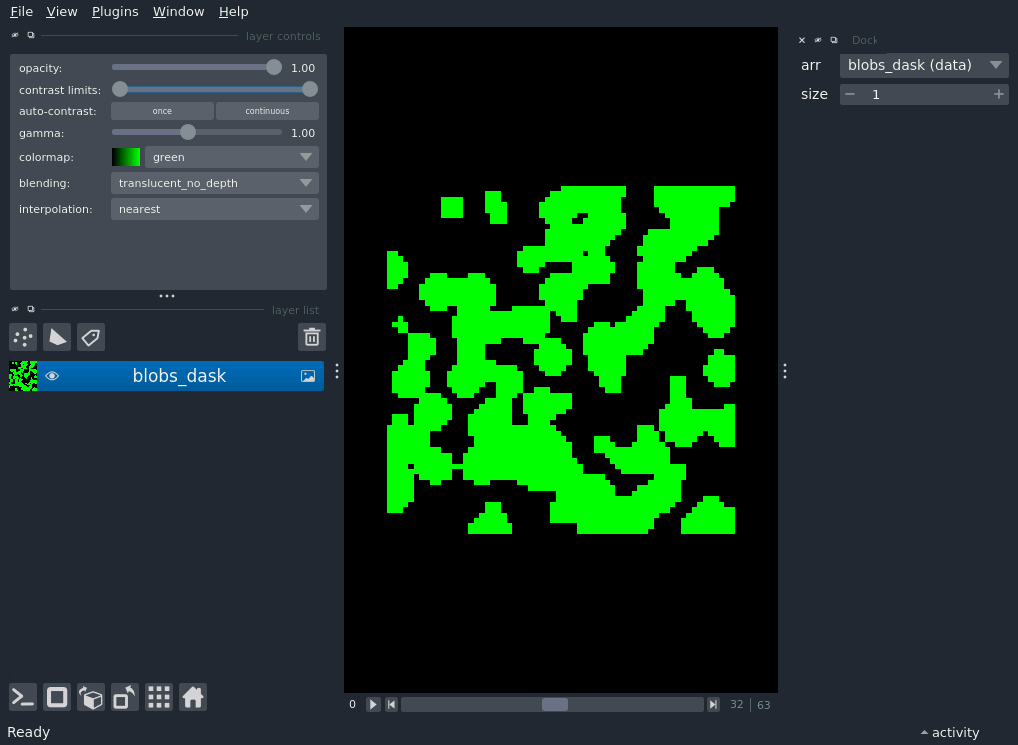 File View Plugins Window Help
layer controls
opacity: 1.00
contrast limits:
auto-contrast: once continuous
gamma: 1.00
colormap: green
blending: translucent_no_depth
interpolation: nearest
layer list
blobs_dask
Dock
arr blobs_dask (data)
size 1
0 32 63
Ready
activity